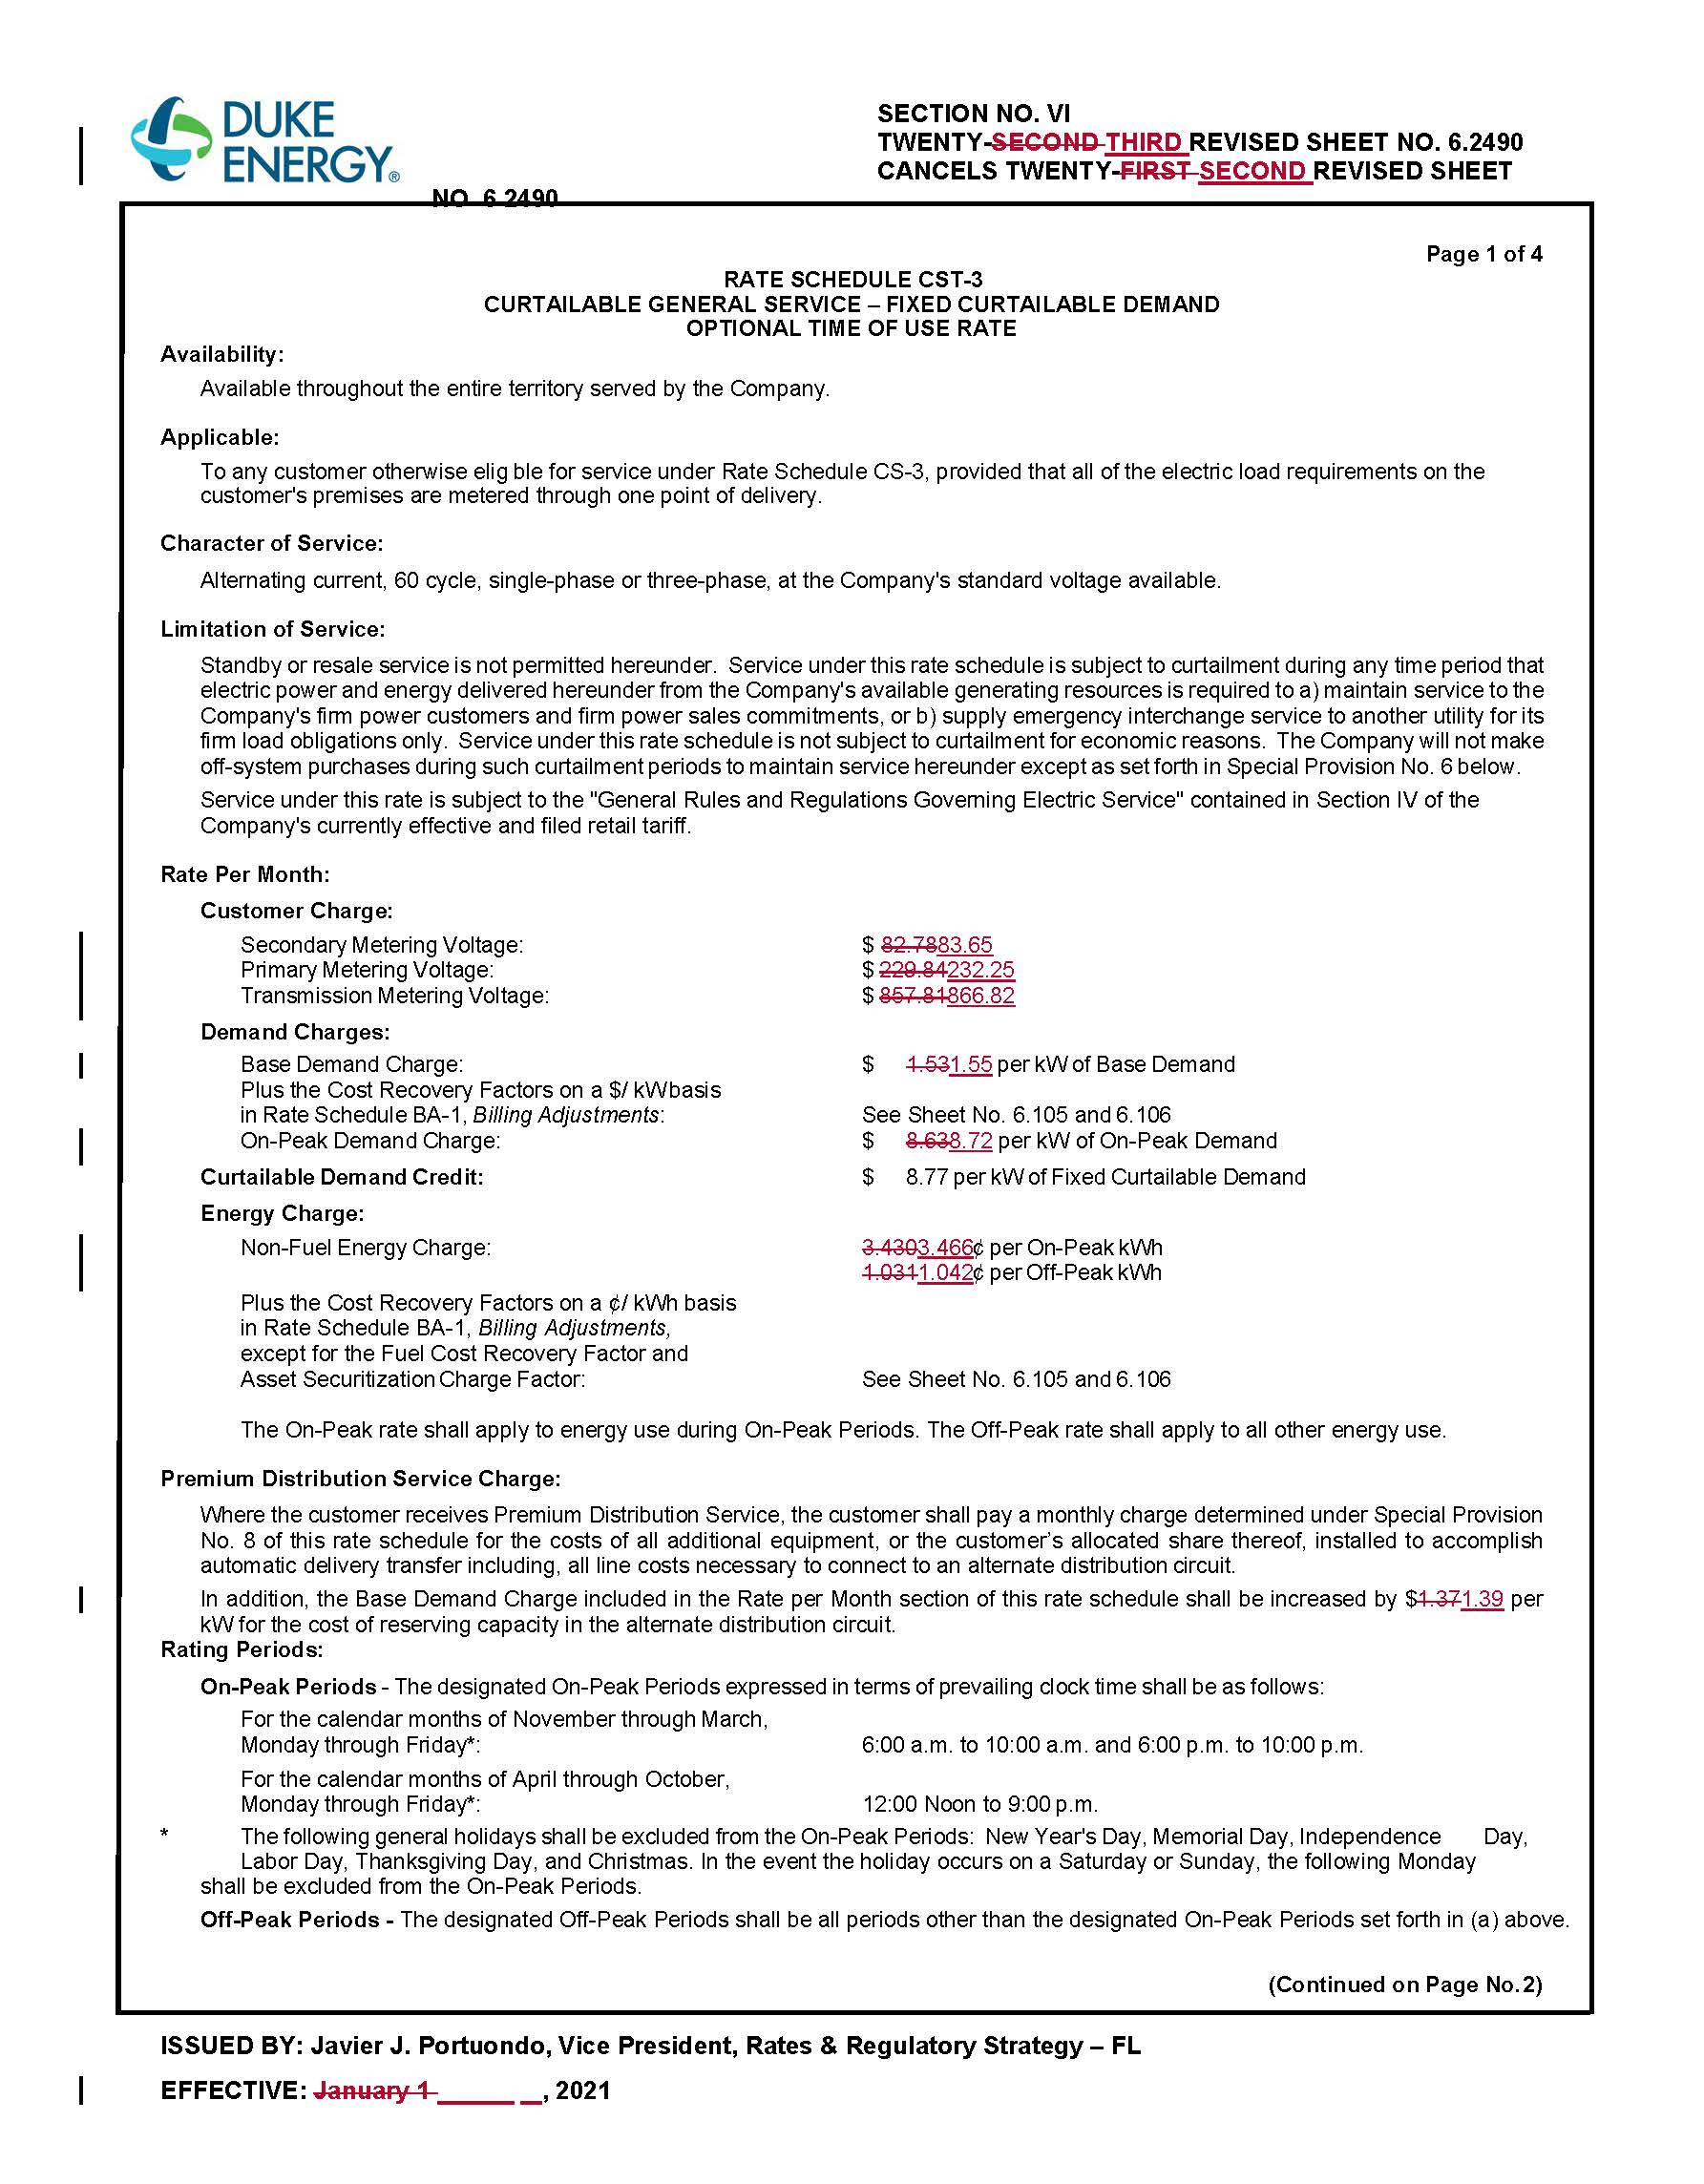 DUKE
ENERGY®
SECTION NO. VI
TWENTY-SECOND THIRD REVISED SHEET NO. 6.2490
CANCELS TWENTY-FIRST SECOND REVISED SHEET
NO. 6.2490
Page 1 of 4
RATE SCHEDULE CST-3
CURTAILABLE GENERAL SERVICE – FIXED CURTAILABLE DEMAND
OPTIONAL TIME OF USE RATE
Availability:
Available throughout the entire territory served by the Company.
Applicable:
To any customer otherwise elig ble for service under Rate Schedule CS-3, provided that all of the electric load requirements on the
customer's premises are metered through one point of delivery.
Character of Service:
Alternating current, 60 cycle, single-phase or three-phase, at the Company's standard voltage available.
Limitation of Service:
Standby or resale service is not permitted hereunder. Service under this rate schedule is subject to curtailment during any time period that
electric power and energy delivered hereunder from the Company's available generating resources is required to a) maintain service to the
Company's firm power customers and firm power sales commitments, or b) supply emergency interchange service to another utility for its
firm load obligations only. Service under this rate schedule is not subject to curtailment for economic reasons. The Company will not make
off-system purchases during such curtailment periods to maintain service hereunder except as set forth in Special Provision No. 6 below.
Service under this rate is subject to the "General Rules and Regulations Governing Electric Service" contained in Section IV of the
Company's currently effective and filed retail tariff.
Rate Per Month:
Customer Charge:
Secondary Metering Voltage: $ 82.7883.65
Primary Metering Voltage: $ 229.84232.25
Transmission Metering Voltage: $ 857.81866.82
Demand Charges:
Base Demand Charge: $ 1.531.55 per kW of Base Demand
Plus the Cost Recovery Factors on a $/ kW basis
in Rate Schedule BA-1, Billing Adjustments: See Sheet No. 6.105 and 6.106
On-Peak Demand Charge: $ 8.638.72 per kW of On-Peak Demand
Curtailable Demand Credit: $ 8.77 per kW of Fixed Curtailable Demand
Energy Charge:
Non-Fuel Energy Charge: 3.4303.466¢ per On-Peak kWh
1.0311.042¢ per Off-Peak kWh
Plus the Cost Recovery Factors on a ¢/ kWh basis
in Rate Schedule BA-1, Billing Adjustments,
except for the Fuel Cost Recovery Factor and
Asset Securitization Charge Factor: See Sheet No. 6.105 and 6.106
The On-Peak rate shall apply to energy use during On-Peak Periods. The Off-Peak rate shall apply to all other energy use.
Premium Distribution Service Charge:
Where the customer receives Premium Distribution Service, the customer shall pay a monthly charge determined under Special Provision
No. 8 of this rate schedule for the costs of all additional equipment, or the customer’s allocated share thereof, installed to accomplish
automatic delivery transfer including, all line costs necessary to connect to an alternate distribution circuit.
In addition, the Base Demand Charge included in the Rate per Month section of this rate schedule shall be increased by $1.371.39 per
kW for the cost of reserving capacity in the alternate distribution circuit.
Rating Periods:
On-Peak Periods - The designated On-Peak Periods expressed in terms of prevailing clock time shall be as follows:
For the calendar months of November through March,
Monday through Friday*: 6:00 a.m. to 10:00 a.m. and 6:00 p.m. to 10:00 p.m.
For the calendar months of April through October,
Monday through Friday*: 12:00 Noon to 9:00 p.m.
* The following general holidays shall be excluded from the On-Peak Periods: New Year's Day, Memorial Day, Independence Day,
Labor Day, Thanksgiving Day, and Christmas. In the event the holiday occurs on a Saturday or Sunday, the following Monday
shall be excluded from the On-Peak Periods.
Off-Peak Periods - The designated Off-Peak Periods shall be all periods other than the designated On-Peak Periods set forth in (a) above.
(Continued on Page No. 2)
ISSUED BY: Javier J. Portuondo, Vice President, Rates & Regulatory Strategy – FL
EFFECTIVE: January 1 _____ _, 2021